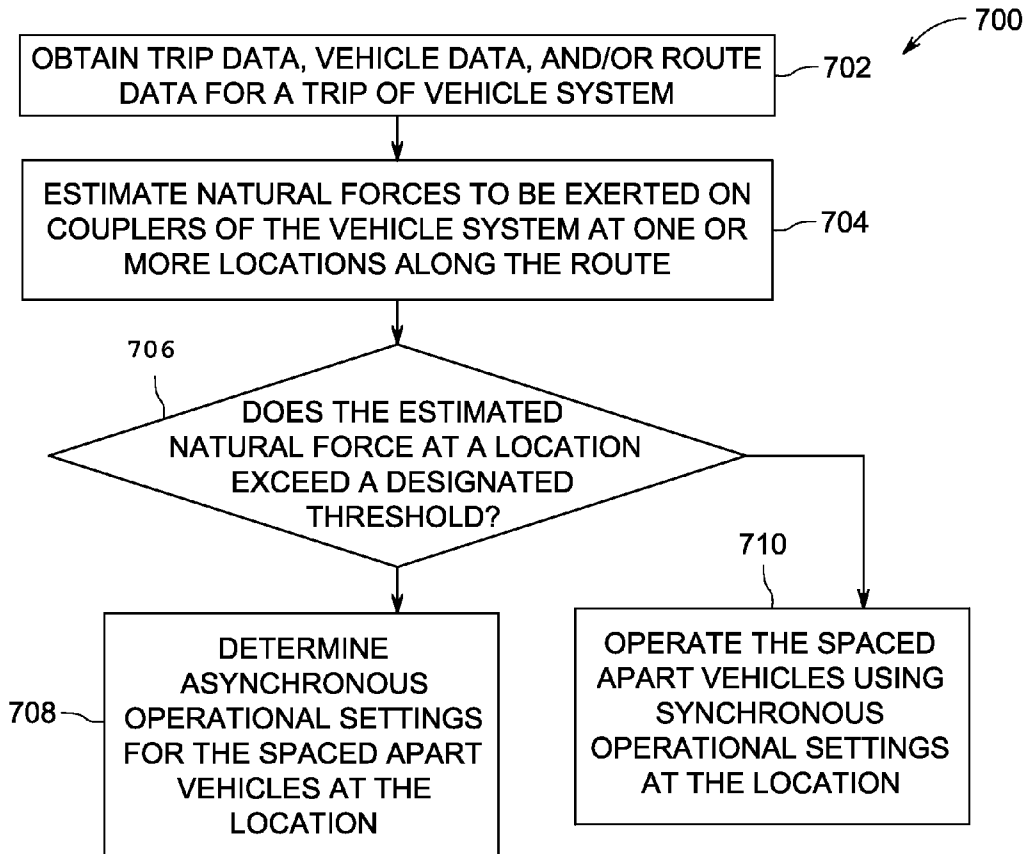 700
OBTAIN TRIP DATA, VEHICLE DATA, AND/OR ROUTE
DATA FOR A TRIP OF VEHICLE SYSTEM
702
ESTIMATE NATURAL FORCES TO BE EXERTED ON
COUPLERS OF THE VEHICLE SYSTEM AT ONE OR
MORE LOCATIONS ALONG THE ROUTE
704
706
DOES THE ESTIMATED
NATURAL FORCE AT A LOCATION
EXCEED A DESIGNATED
THRESHOLD?
708
DETERMINE
ASYNCHRONOUS
OPERATIONAL SETTINGS
FOR THE SPACED APART
VEHICLES AT THE
LOCATION
710
OPERATE THE SPACED
APART VEHICLES USING
SYNCHRONOUS
OPERATIONAL SETTINGS
AT THE LOCATION